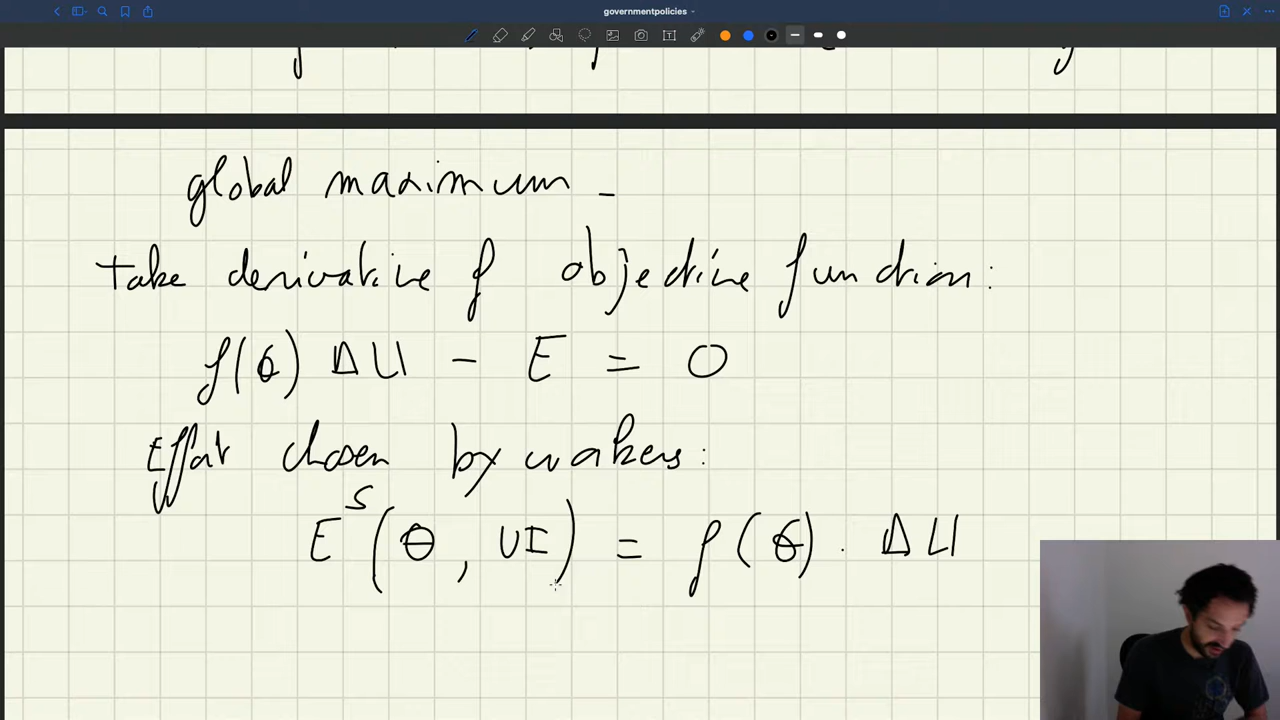 governmentpolicies
global maximum -
take derivative of objective function:
f(θ) ΔU - E = 0
Effort chosen by workers:
E^S(θ, UI) = f(θ) · ΔU